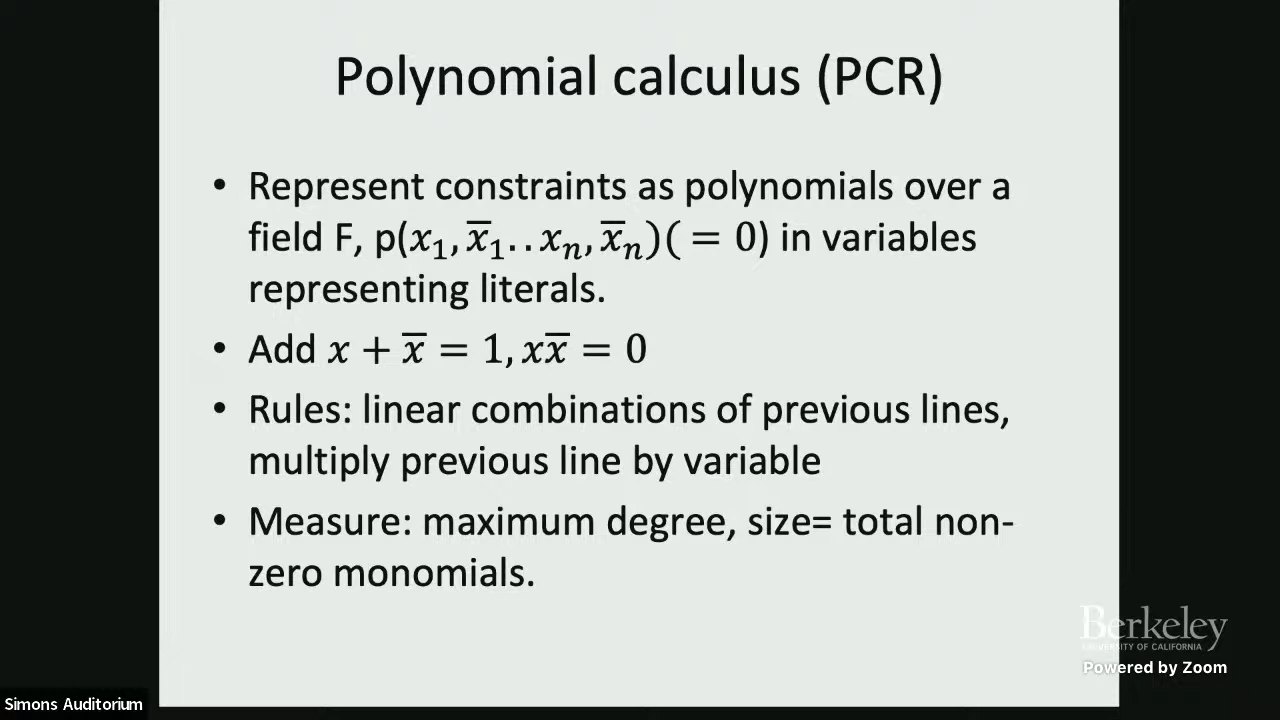 Polynomial calculus (PCR)
• Represent constraints as polynomials over a
field F, p(x₁, x̅₁. . xₙ, x̅ₙ)( = 0) in variables
representing literals.
• Add x + x̅ = 1, xx̅ = 0
• Rules: linear combinations of previous lines,
multiply previous line by variable
• Measure: maximum degree, size= total non-
zero monomials.
Berkeley
UNIVERSITY OF CALIFORNIA
Powered by Zoom
Simons Auditorium